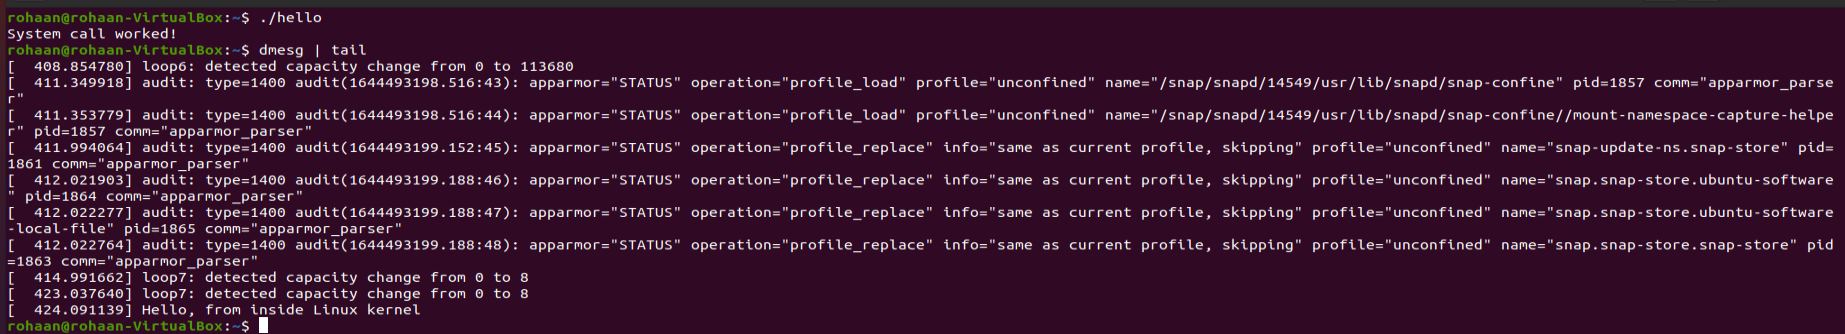 rohaan@rohaan-VirtualBox:~$ ./hello
System call worked!
rohaan@rohaan-VirtualBox:~$ dmesg | tail
[  408.854780] loop6: detected capacity change from 0 to 113680
[  411.349918] audit: type=1400 audit(1644493198.516:43): apparmor="STATUS" operation="profile_load" profile="unconfined" name="/snap/snapd/14549/usr/lib/snapd/snap-confine" pid=1857 comm="apparmor_parse
r"
[  411.353779] audit: type=1400 audit(1644493198.516:44): apparmor="STATUS" operation="profile_load" profile="unconfined" name="/snap/snapd/14549/usr/lib/snapd/snap-confine//mount-namespace-capture-helpe
r" pid=1857 comm="apparmor_parser"
[  411.994064] audit: type=1400 audit(1644493199.152:45): apparmor="STATUS" operation="profile_replace" info="same as current profile, skipping" profile="unconfined" name="snap-update-ns.snap-store" pid=
1861 comm="apparmor_parser"
[  412.021903] audit: type=1400 audit(1644493199.188:46): apparmor="STATUS" operation="profile_replace" info="same as current profile, skipping" profile="unconfined" name="snap.snap-store.ubuntu-software
" pid=1864 comm="apparmor_parser"
[  412.022277] audit: type=1400 audit(1644493199.188:47): apparmor="STATUS" operation="profile_replace" info="same as current profile, skipping" profile="unconfined" name="snap.snap-store.ubuntu-software
-local-file" pid=1865 comm="apparmor_parser"
[  412.022764] audit: type=1400 audit(1644493199.188:48): apparmor="STATUS" operation="profile_replace" info="same as current profile, skipping" profile="unconfined" name="snap.snap-store.snap-store" pid
=1863 comm="apparmor_parser"
[  414.991662] loop7: detected capacity change from 0 to 8
[  423.037640] loop7: detected capacity change from 0 to 8
[  424.091139] Hello, from inside Linux kernel
rohaan@rohaan-VirtualBox:~$